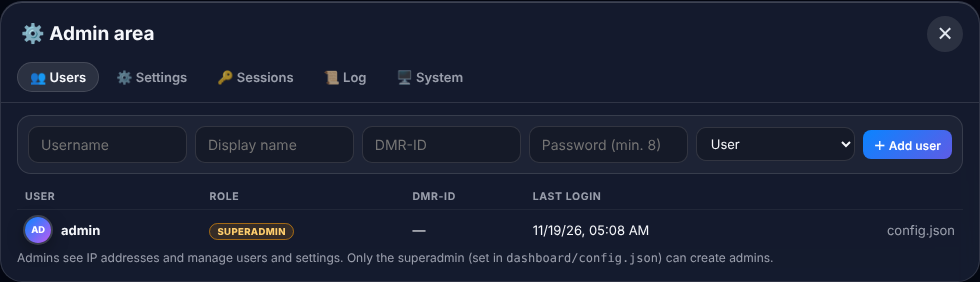 ⚙️ Admin area
✕
👥 Users ⚙️ Settings 🔑 Sessions 📜 Log 🖥️ System
Username Display name DMR-ID Password (min. 8) User + Add user
USER ROLE DMR-ID LAST LOGIN
AD admin SUPERADMIN — 11/19/26, 05:08 AM config.json
Admins see IP addresses and manage users and settings. Only the superadmin (set in dashboard/config.json) can create admins.